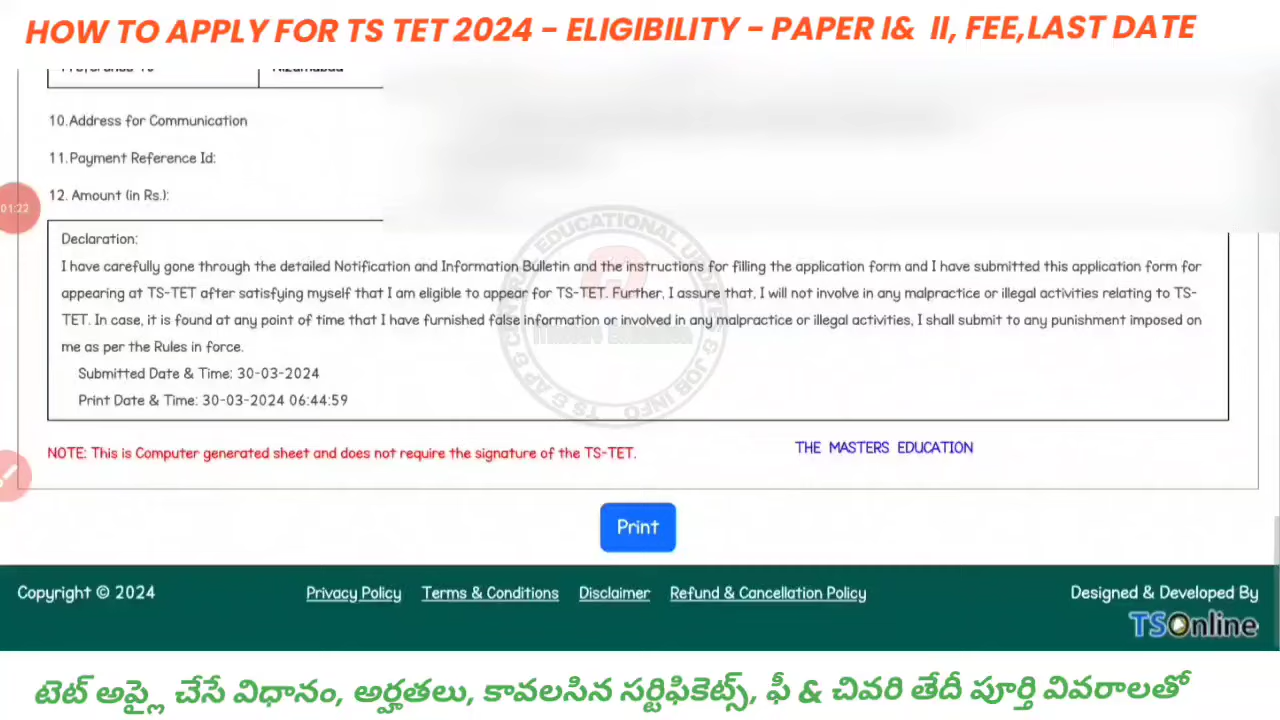 HOW TO APPLY FOR TS TET 2024 - ELIGIBILITY - PAPER I& II, FEE,LAST DATE
Nizamabad
10.Address for Communication
11.Payment Reference Id:
12. Amount (in Rs.):
01:22
Declaration:
I have carefully gone through the detailed Notification and Information Bulletin and the instructions for filling the application form and I have submitted this application form for
appearing at TS-TET after satisfying myself that I am eligible to appear for TS-TET. Further, I assure that, I will not involve in any malpractice or illegal activities relating to TS-
TET. In case, it is found at any point of time that I have furnished false information or involved in any malpractice or illegal activities, I shall submit to any punishment imposed on
me as per the Rules in force.
Submitted Date & Time: 30-03-2024
Print Date & Time: 30-03-2024 06:44:59
NOTE: This is Computer generated sheet and does not require the signature of the TS-TET.
THE MASTERS EDUCATION
Print
Copyright © 2024
Privacy Policy
Terms & Conditions
Disclaimer
Refund & Cancellation Policy
Designed & Developed By
TSOnline
టెట్ అప్లై చేసే విధానం, అర్హతలు, కావలసిన సర్టిఫికెట్స్, ఫీ & చివరి తేదీ పూర్తి వివరాలతో